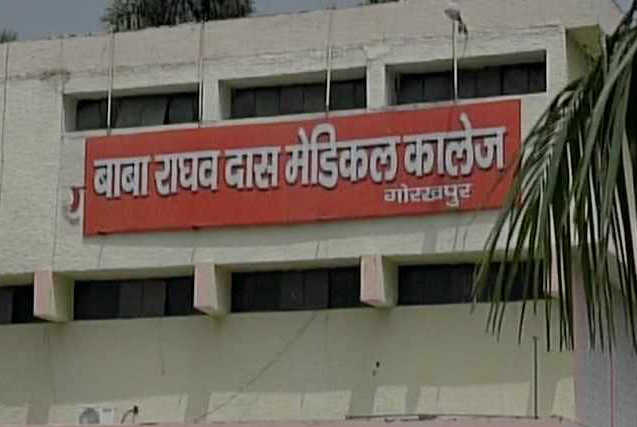 बाबा राघव दास मेडिकल कालेज
गोरखपुर